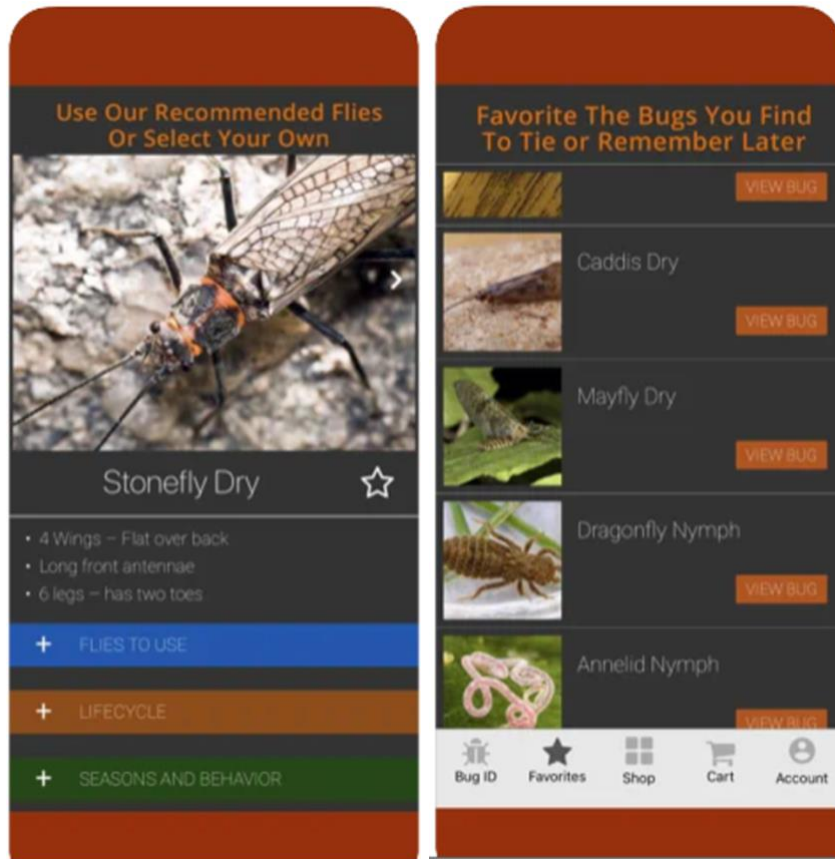 Use Our Recommended Flies
Or Select Your Own
Stonefly Dry
• 4 Wings – Flat over back
• Long front antennae
• 6 legs – has two toes
+ FLIES TO USE
+ LIFECYCLE
+ SEASONS AND BEHAVIOR
Favorite The Bugs You Find
To Tie or Remember Later
VIEW BUG
Caddis Dry
VIEW BUG
Mayfly Dry
VIEW BUG
Dragonfly Nymph
VIEW BUG
Annelid Nymph
VIEW BUG
Bug ID Favorites Shop Cart Account